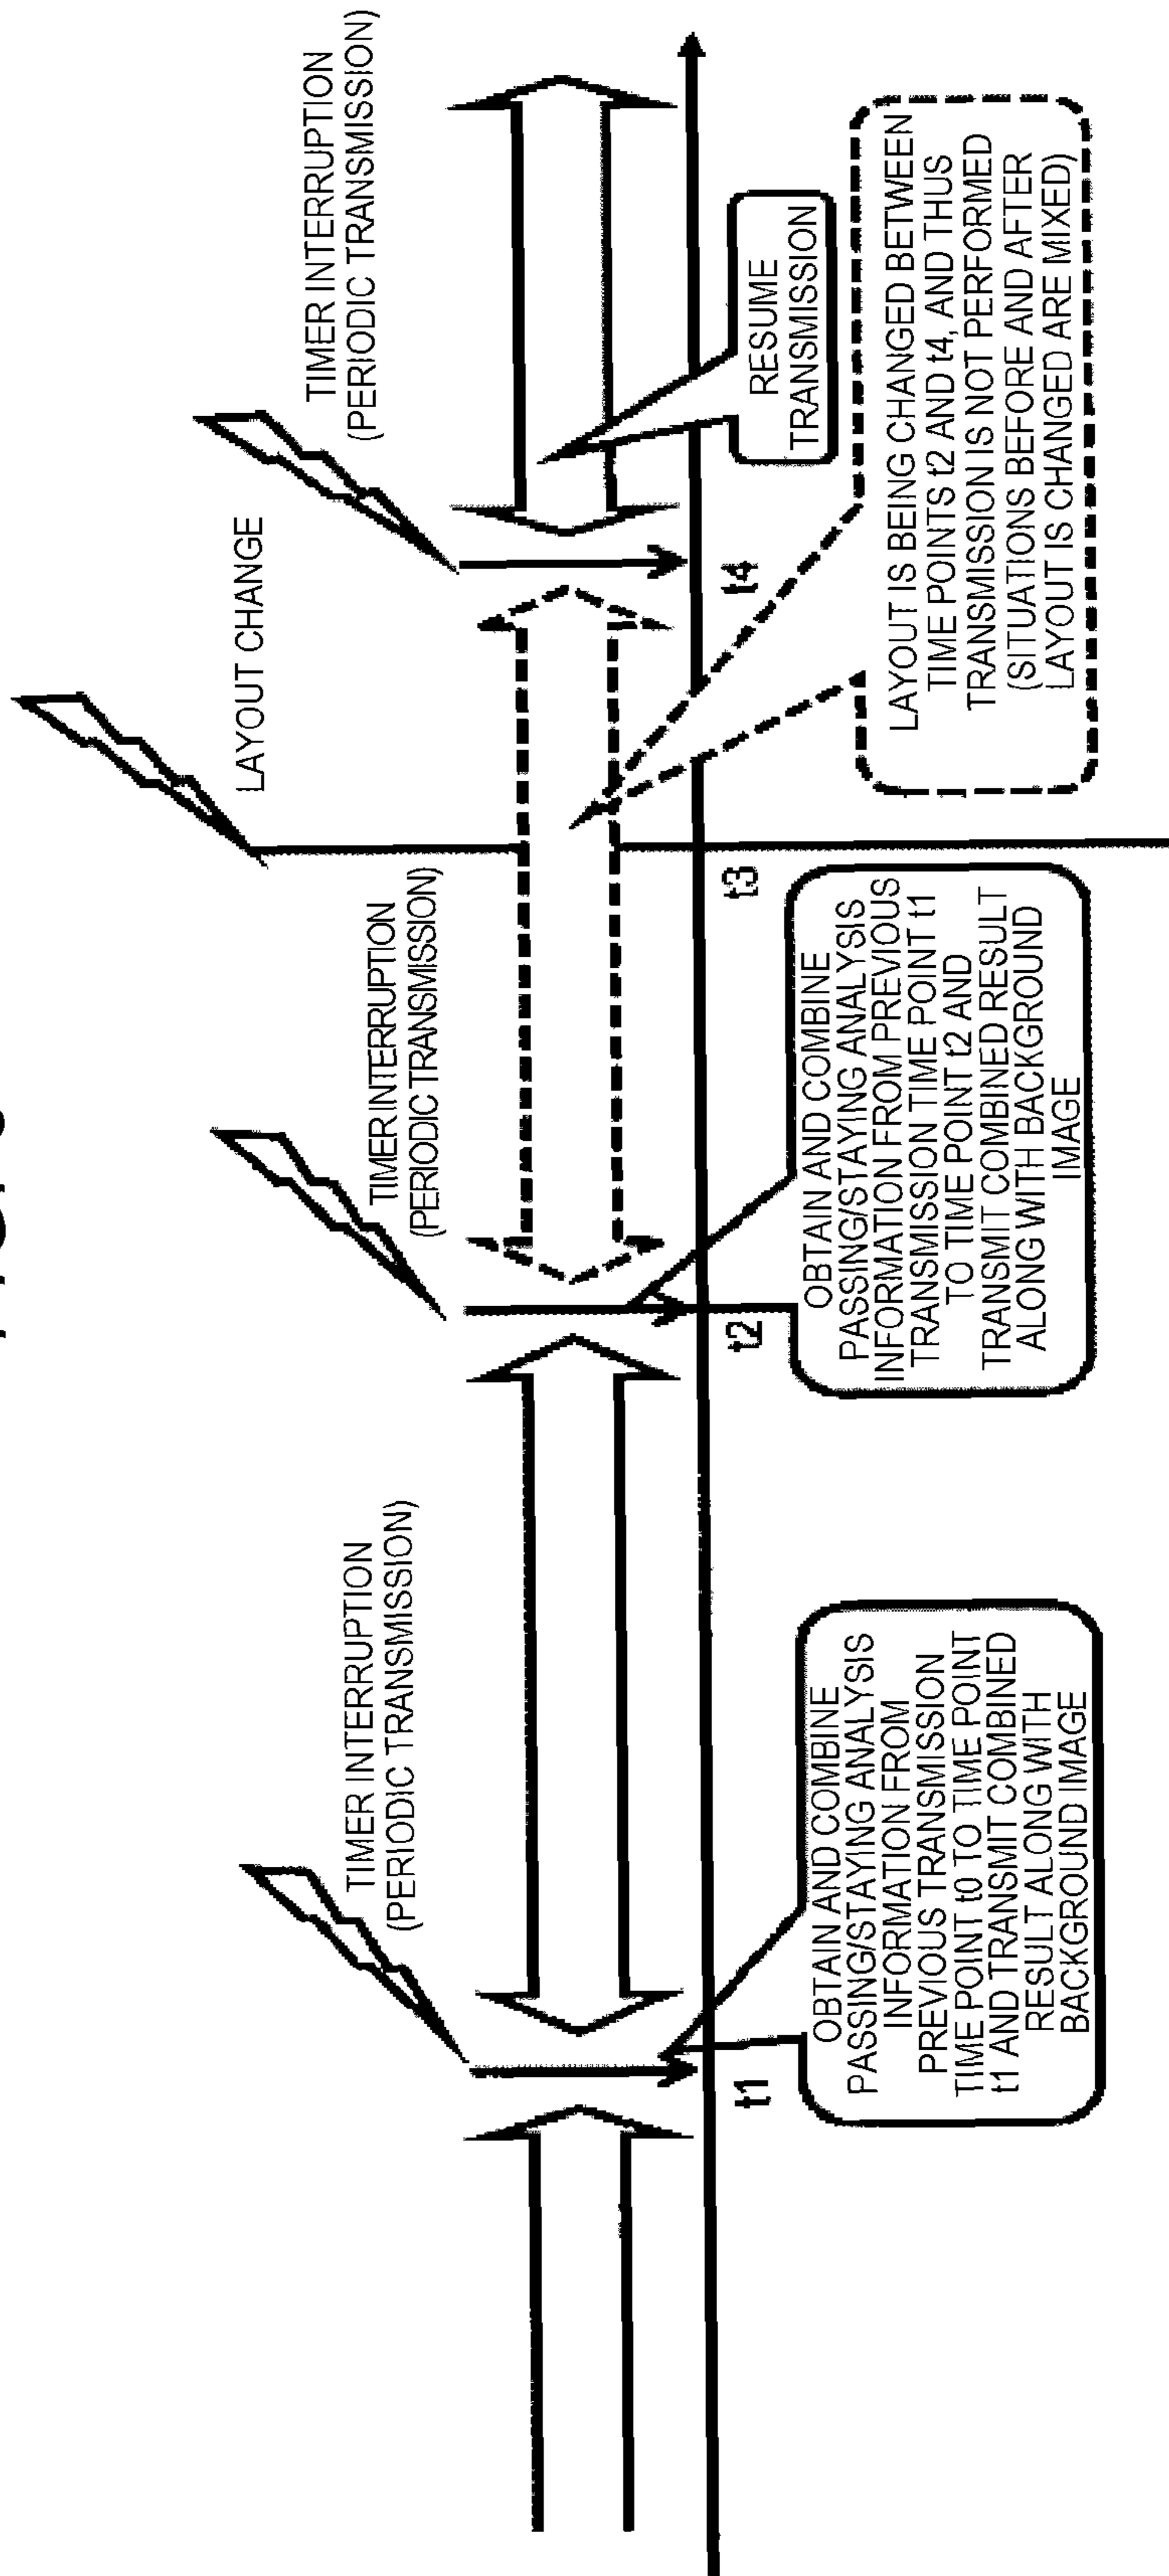 TIMER INTERRUPTION
(PERIODIC TRANSMISSION)
TIMER INTERRUPTION
(PERIODIC TRANSMISSION)
LAYOUT CHANGE
TIMER INTERRUPTION
(PERIODIC TRANSMISSION)
t1
t2
t3
t4
OBTAIN AND COMBINE
PASSING/STAYING ANALYSIS
INFORMATION FROM
PREVIOUS TRANSMISSION
TIME POINT t0 TO TIME POINT
t1 AND TRANSMIT COMBINED
RESULT ALONG WITH
BACKGROUND IMAGE
OBTAIN AND COMBINE
PASSING/STAYING ANALYSIS
INFORMATION FROM PREVIOUS
TRANSMISSION TIME POINT t1
TO TIME POINT t2 AND
TRANSMIT COMBINED RESULT
ALONG WITH BACKGROUND
IMAGE
RESUME
TRANSMISSION
LAYOUT IS BEING CHANGED BETWEEN
TIME POINTS t2 AND t4, AND THUS
TRANSMISSION IS NOT PERFORMED
(SITUATIONS BEFORE AND AFTER
LAYOUT IS CHANGED ARE MIXED)